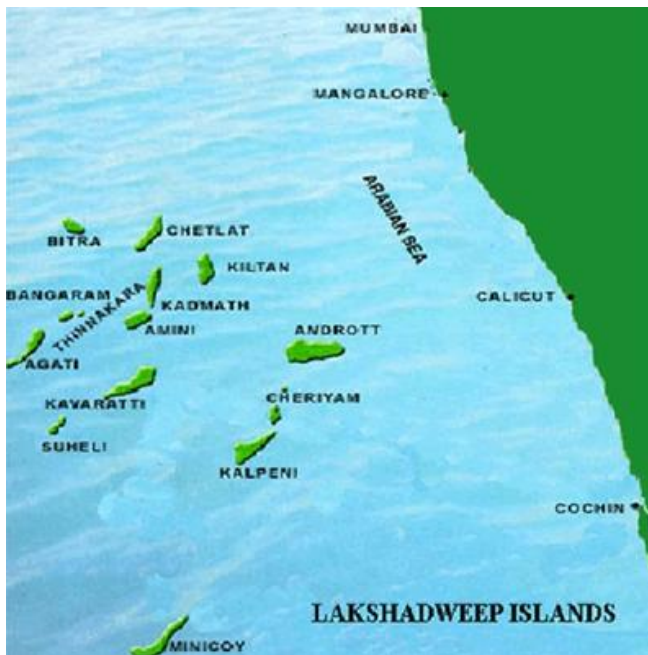 MUMBAI
MANGALORE
ARABIAN SEA
CHETLAT
BITRA
KILTAN
BANGARAM
THINNAKARA
KADMATH
CALICUT
AMINI
ANDROTT
AGATI
KAVARATTI
CHERIYAM
SUHELI
KALPENI
COCHIN
LAKSHADWEEP ISLANDS
MINICOY